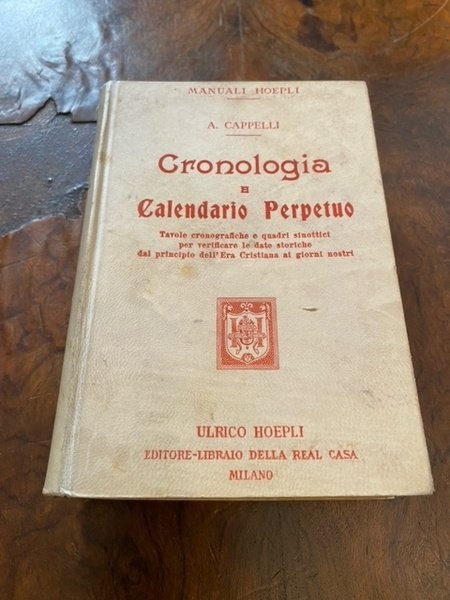 MANUALI HOEPLI
A. CAPPELLI
Cronologia
E
Calendario Perpetuo
Tavole cronografiche e quadri sinottici
per verificare le date storiche
dal principio dell'Era Cristiana ai giorni nostri
ULRICO HOEPLI
EDITORE-LIBRAIO DELLA REAL CASA
MILANO